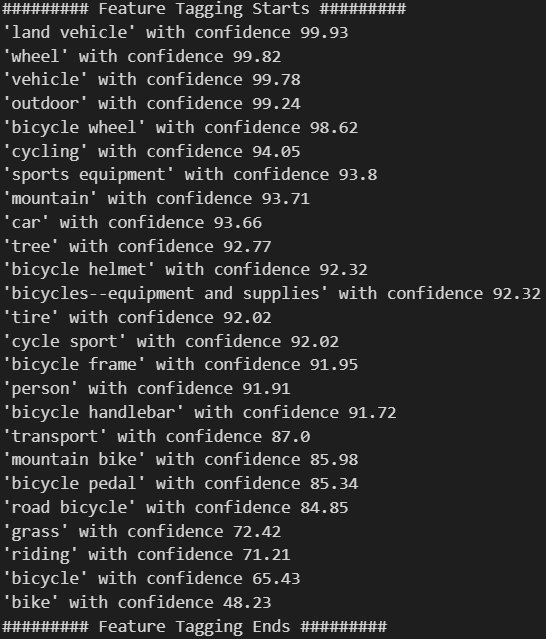 ######### Feature Tagging Starts #########
'land vehicle' with confidence 99.93
'wheel' with confidence 99.82
'vehicle' with confidence 99.78
'outdoor' with confidence 99.24
'bicycle wheel' with confidence 98.62
'cycling' with confidence 94.05
'sports equipment' with confidence 93.8
'mountain' with confidence 93.71
'car' with confidence 93.66
'tree' with confidence 92.77
'bicycle helmet' with confidence 92.32
'bicycles--equipment and supplies' with confidence 92.32
'tire' with confidence 92.02
'cycle sport' with confidence 92.02
'bicycle frame' with confidence 91.95
'person' with confidence 91.91
'bicycle handlebar' with confidence 91.72
'transport' with confidence 87.0
'mountain bike' with confidence 85.98
'bicycle pedal' with confidence 85.34
'road bicycle' with confidence 84.85
'grass' with confidence 72.42
'riding' with confidence 71.21
'bicycle' with confidence 65.43
'bike' with confidence 48.23
######### Feature Tagging Ends #########